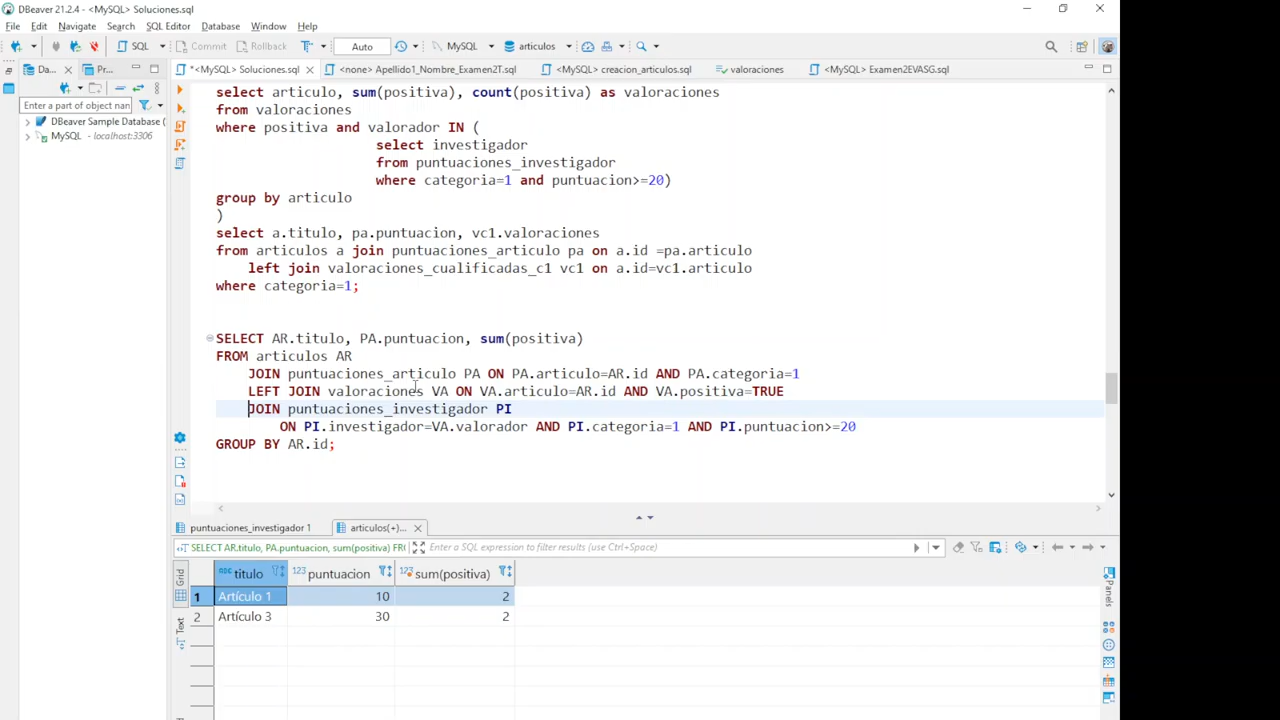 DBeaver 21.2.4 - <MySQL> Soluciones.sql
File Edit Navigate Search SQL Editor Database Window Help
SQL Commit Rollback Auto MySQL articulos
Da... Pr... *<MySQL> Soluciones.sql <none> Apellido1_Nombre_Examen2T.sql <MySQL> creacion_articulos.sql valoraciones <MySQL> Examen2EVASG.sql
Enter a part of object nan
DBeaver Sample Database (
MySQL - localhost:3306
select articulo, sum(positiva), count(positiva) as valoraciones
from valoraciones
where positiva and valorador IN (
select investigador
from puntuaciones_investigador
where categoria=1 and puntuacion>=20)
group by articulo
)
select a.titulo, pa.puntuacion, vc1.valoraciones
from articulos a join puntuaciones_articulo pa on a.id =pa.articulo
left join valoraciones_cualificadas_c1 vc1 on a.id=vc1.articulo
where categoria=1;
SELECT AR.titulo, PA.puntuacion, sum(positiva)
FROM articulos AR
JOIN puntuaciones_articulo PA ON PA.articulo=AR.id AND PA.categoria=1
LEFT JOIN valoraciones VA ON VA.articulo=AR.id AND VA.positiva=TRUE
JOIN puntuaciones_investigador PI
ON PI.investigador=VA.valorador AND PI.categoria=1 AND PI.puntuacion>=20
GROUP BY AR.id;
puntuaciones_investigador 1 articulos(+)...
SELECT AR.titulo, PA.puntuacion, sum(positiva) FR Enter a SQL expression to filter results (use Ctrl+Space)
Grid ABC titulo 123 puntuacion 123 sum(positiva)
1 Artículo 1 10 2
2 Artículo 3 30 2
Text
Panels